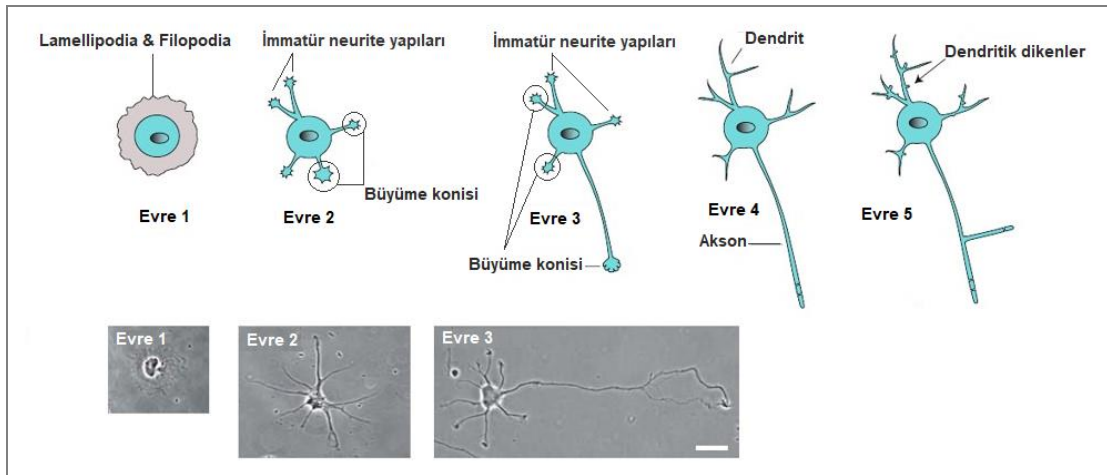 Lamellipodia & Filopodia
İmmatür neurite yapıları
İmmatür neurite yapıları
Dendrit
Dendritik dikenler
Büyüme konisi
Evre 1
Evre 2
Evre 3
Evre 4
Evre 5
Akson
Büyüme konisi
Evre 1
Evre 2
Evre 3